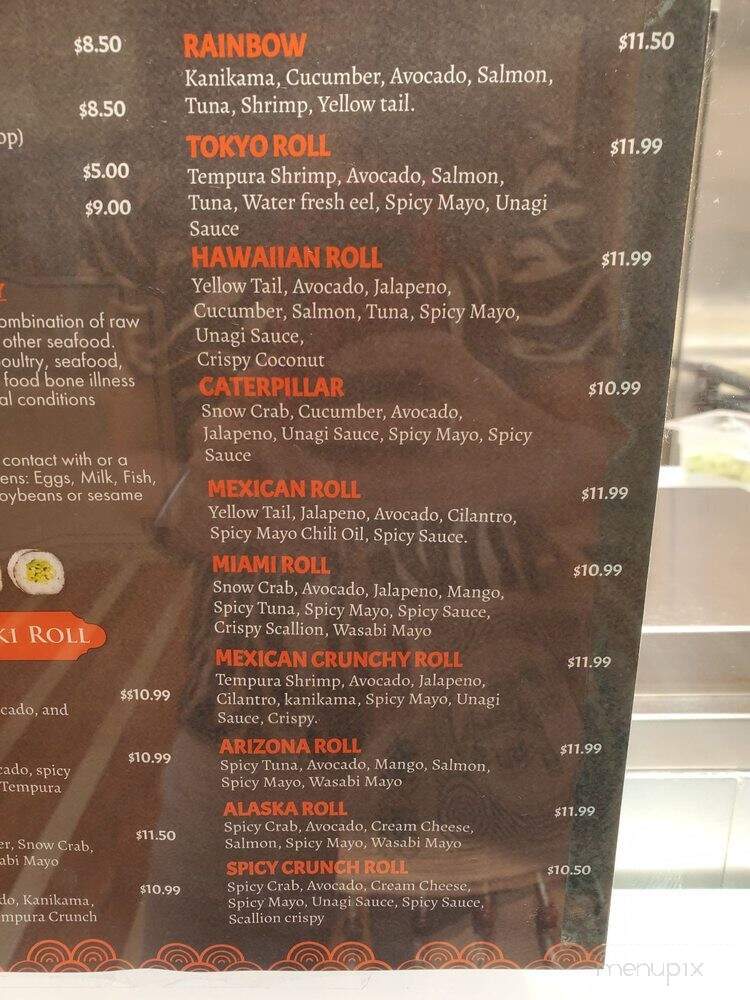 $8.50
$8.50
op)
$5.00
$9.00
Y
ombination of raw
other seafood.
oultry, seafood,
food bone illness
al conditions
contact with or a
ens: Eggs, Milk, Fish,
oybeans or sesame
KI ROLL
$$10.99
cado, and
$10.99
cado, spicy
Tempura
$11.50
er, Snow Crab,
abi Mayo
$10.99
do, Kanikama,
mpura Crunch
RAINBOW $11.50
Kanikama, Cucumber, Avocado, Salmon,
Tuna, Shrimp, Yellow tail.
TOKYO ROLL $11.99
Tempura Shrimp, Avocado, Salmon,
Tuna, Water fresh eel, Spicy Mayo, Unagi
Sauce
HAWAIIAN ROLL $11.99
Yellow Tail, Avocado, Jalapeno,
Cucumber, Salmon, Tuna, Spicy Mayo,
Unagi Sauce,
Crispy Coconut
CATERPILLAR $10.99
Snow Crab, Cucumber, Avocado,
Jalapeno, Unagi Sauce, Spicy Mayo, Spicy
Sauce
MEXICAN ROLL $11.99
Yellow Tail, Jalapeno, Avocado, Cilantro,
Spicy Mayo Chili Oil, Spicy Sauce.
MIAMI ROLL $10.99
Snow Crab, Avocado, Jalapeno, Mango,
Spicy Tuna, Spicy Mayo, Spicy Sauce,
Crispy Scallion, Wasabi Mayo
MEXICAN CRUNCHY ROLL $11.99
Tempura Shrimp, Avocado, Jalapeno,
Cilantro, kanikama, Spicy Mayo, Unagi
Sauce, Crispy.
ARIZONA ROLL $11.99
Spicy Tuna, Avocado, Mango, Salmon,
Spicy Mayo, Wasabi Mayo
ALASKA ROLL $11.99
Spicy Crab, Avocado, Cream Cheese,
Salmon, Spicy Mayo, Wasabi Mayo
SPICY CRUNCH ROLL $10.50
Spicy Crab, Avocado, Cream Cheese,
Spicy Mayo, Unagi Sauce, Spicy Sauce,
Scallion crispy
menupix